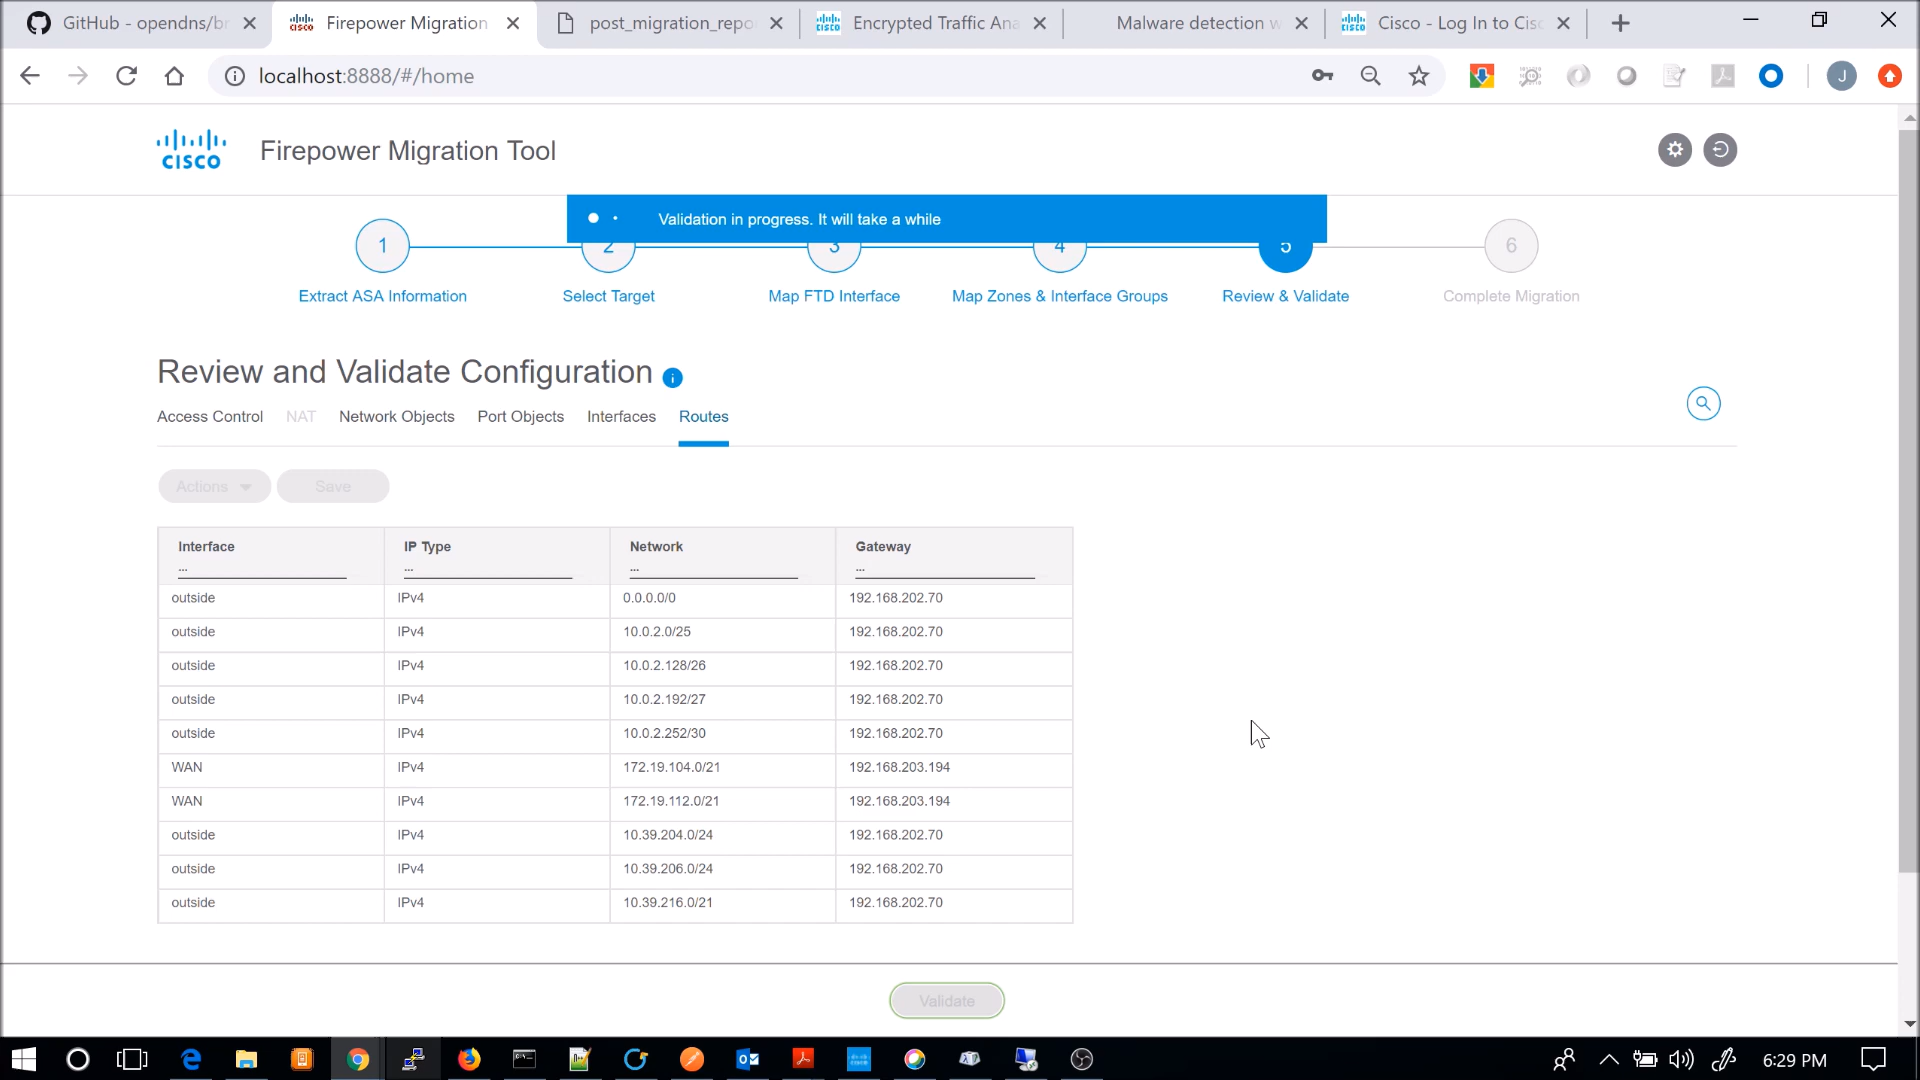 GitHub - opendns/br
Firepower Migration
post_migration_repo
Encrypted Traffic Ana
Malware detection w
Cisco - Log In to Cisc
localhost:8888/#/home
J
CISCO
Firepower Migration Tool
Validation in progress. It will take a while
1
2
3
4
5
6
Extract ASA Information
Select Target
Map FTD Interface
Map Zones & Interface Groups
Review & Validate
Complete Migration
Review and Validate Configuration
i
Access Control
NAT
Network Objects
Port Objects
Interfaces
Routes
Actions
Save
Interface
IP Type
Network
Gateway
...
...
...
...
outside IPv4 0.0.0.0/0 192.168.202.70
outside IPv4 10.0.2.0/25 192.168.202.70
outside IPv4 10.0.2.128/26 192.168.202.70
outside IPv4 10.0.2.192/27 192.168.202.70
outside IPv4 10.0.2.252/30 192.168.202.70
WAN IPv4 172.19.104.0/21 192.168.203.194
WAN IPv4 172.19.112.0/21 192.168.203.194
outside IPv4 10.39.204.0/24 192.168.202.70
outside IPv4 10.39.206.0/24 192.168.202.70
outside IPv4 10.39.216.0/21 192.168.202.70
Validate
6:29 PM